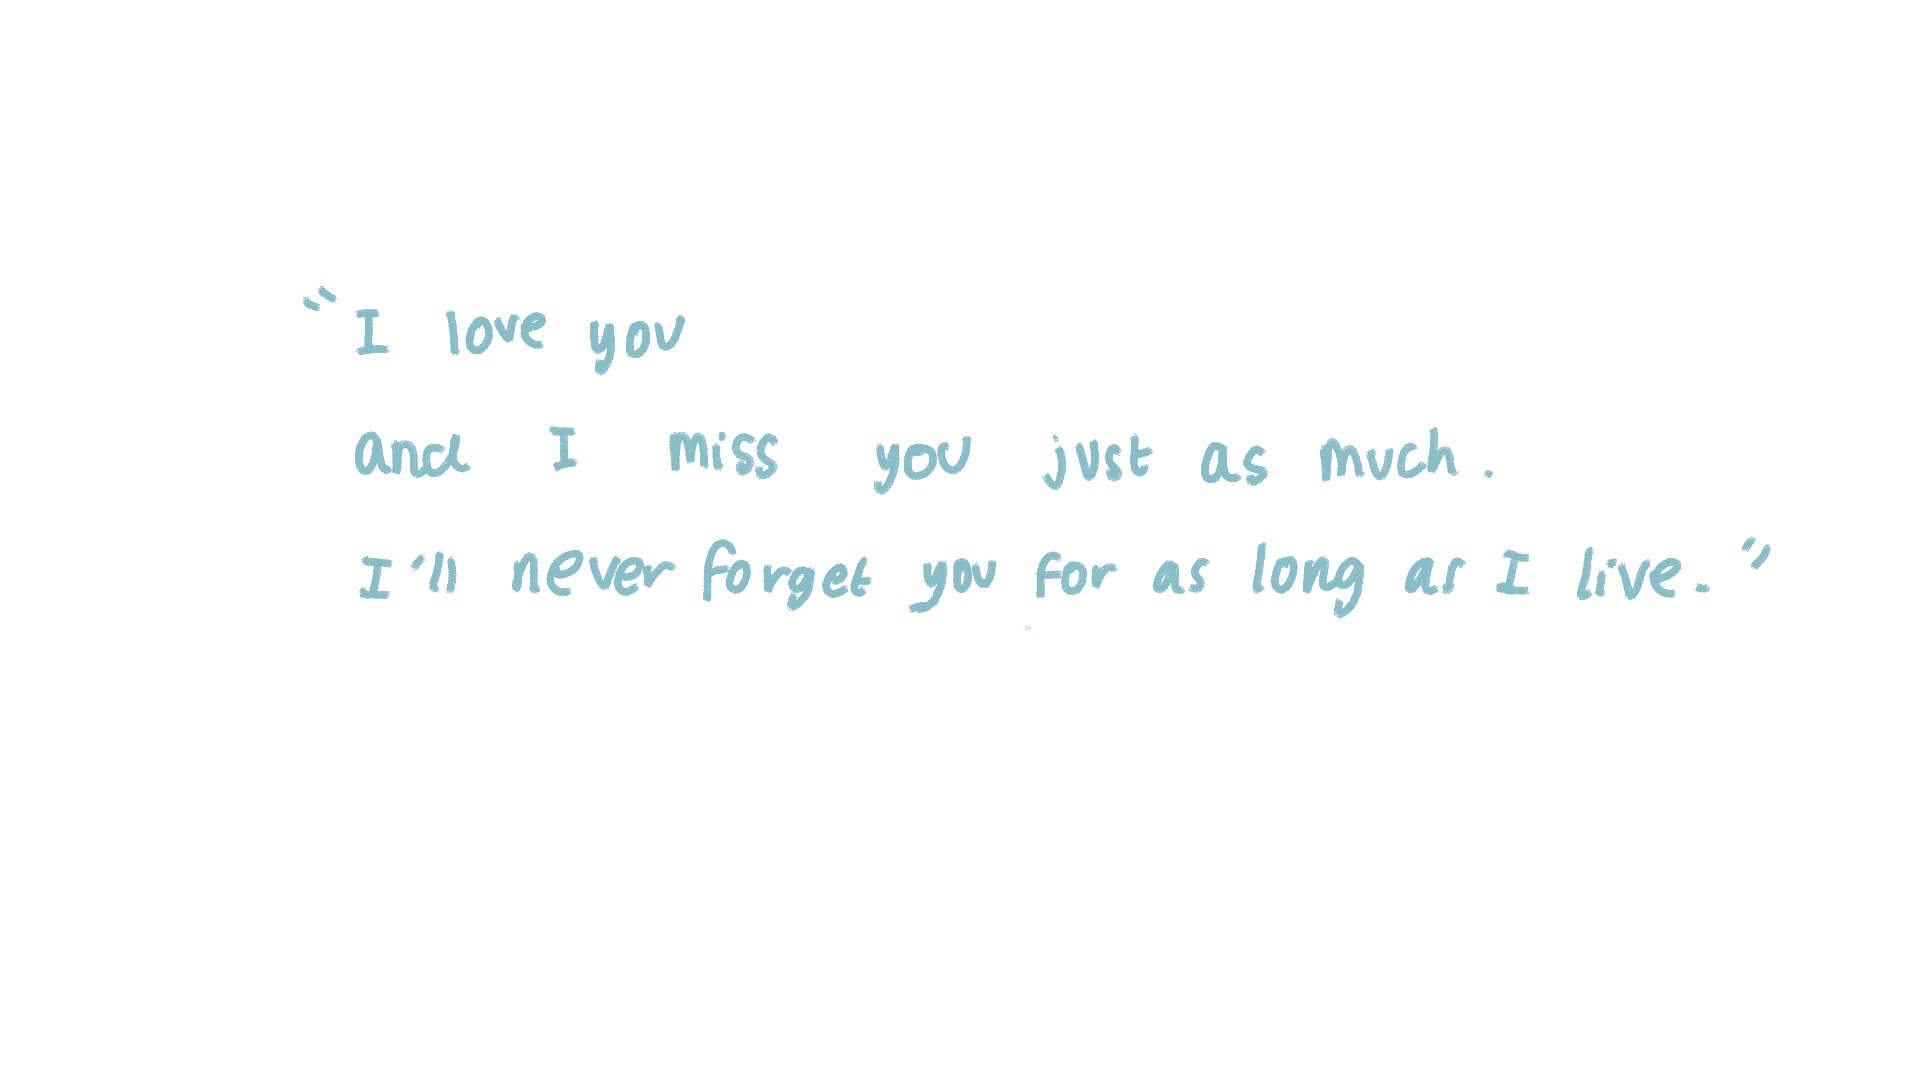 “I love you
and I miss you just as much.
I'll never forget you for as long as I live.”